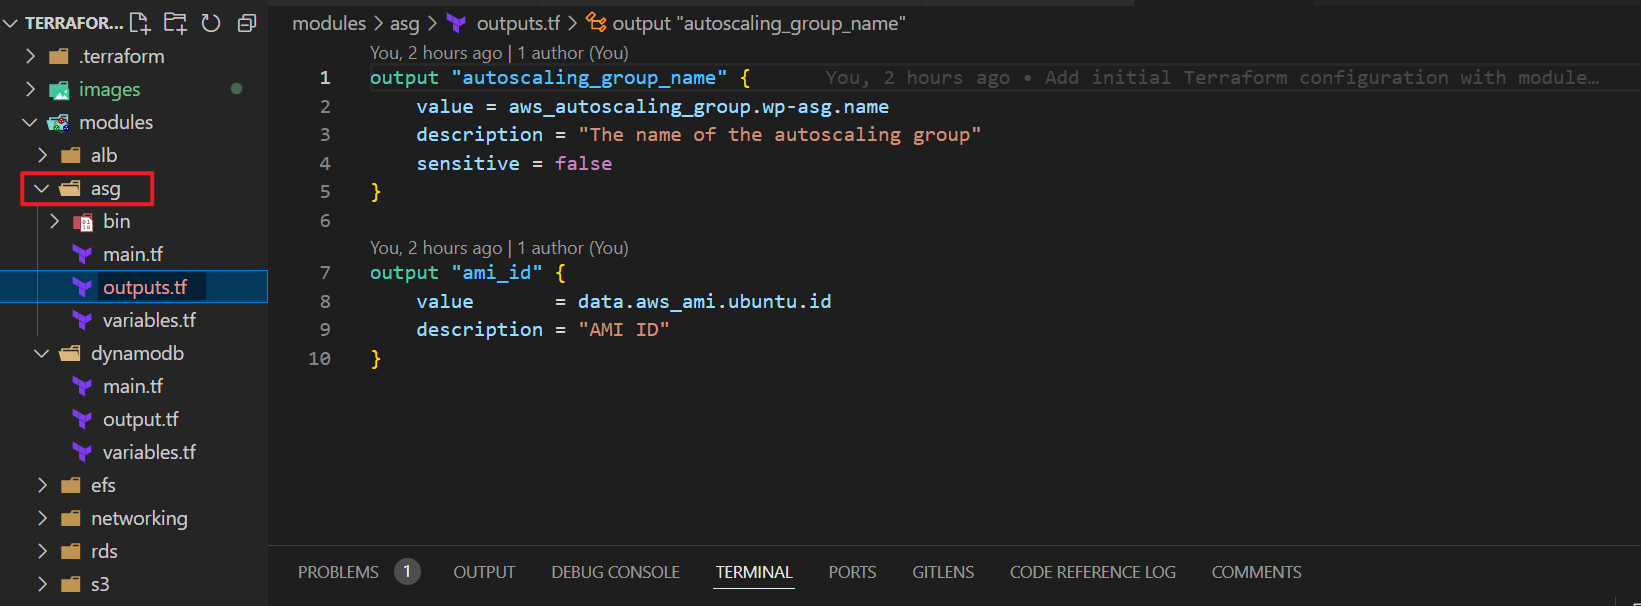 TERRAFOR...
.terraform
images
modules
alb
asg
bin
main.tf
outputs.tf
variables.tf
dynamodb
main.tf
output.tf
variables.tf
efs
networking
rds
s3
modules > asg > outputs.tf > output "autoscaling_group_name"
You, 2 hours ago | 1 author (You)
1 output "autoscaling_group_name" { You, 2 hours ago • Add initial Terraform configuration with module…
2 value = aws_autoscaling_group.wp-asg.name
3 description = "The name of the autoscaling group"
4 sensitive = false
5 }
6
You, 2 hours ago | 1 author (You)
7 output "ami_id" {
8 value = data.aws_ami.ubuntu.id
9 description = "AMI ID"
10 }
PROBLEMS 1 OUTPUT DEBUG CONSOLE TERMINAL PORTS GITLENS CODE REFERENCE LOG COMMENTS